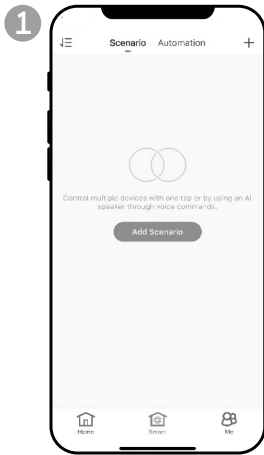 1
Scenario Automation +
Control multiple devices with one tap or by using an AI
speaker through voice commands.
Add Scenario
Home Smart Me